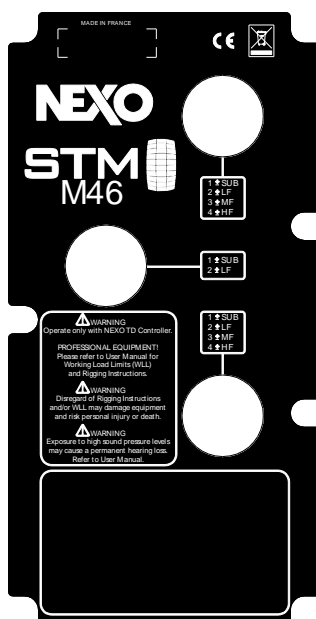 MADE IN FRANCE
CE
NEXO
STM
M46
1 SUB
2 LF
3 MF
4 HF
1 SUB
2 LF
1 SUB
2 LF
3 MF
4 HF
WARNING
Operate only with NEXO TD Controller.
PROFESSIONAL EQUIPMENT!
Please refer to User Manual for
Working Load Limits (WLL)
and Rigging Instructions.
WARNING
Disregard of Rigging Instructions
and/or WLL may damage equipment
and risk personal injury or death.
WARNING
Exposure to high sound pressure levels
may cause a permanent hearing loss.
Refer to User Manual.